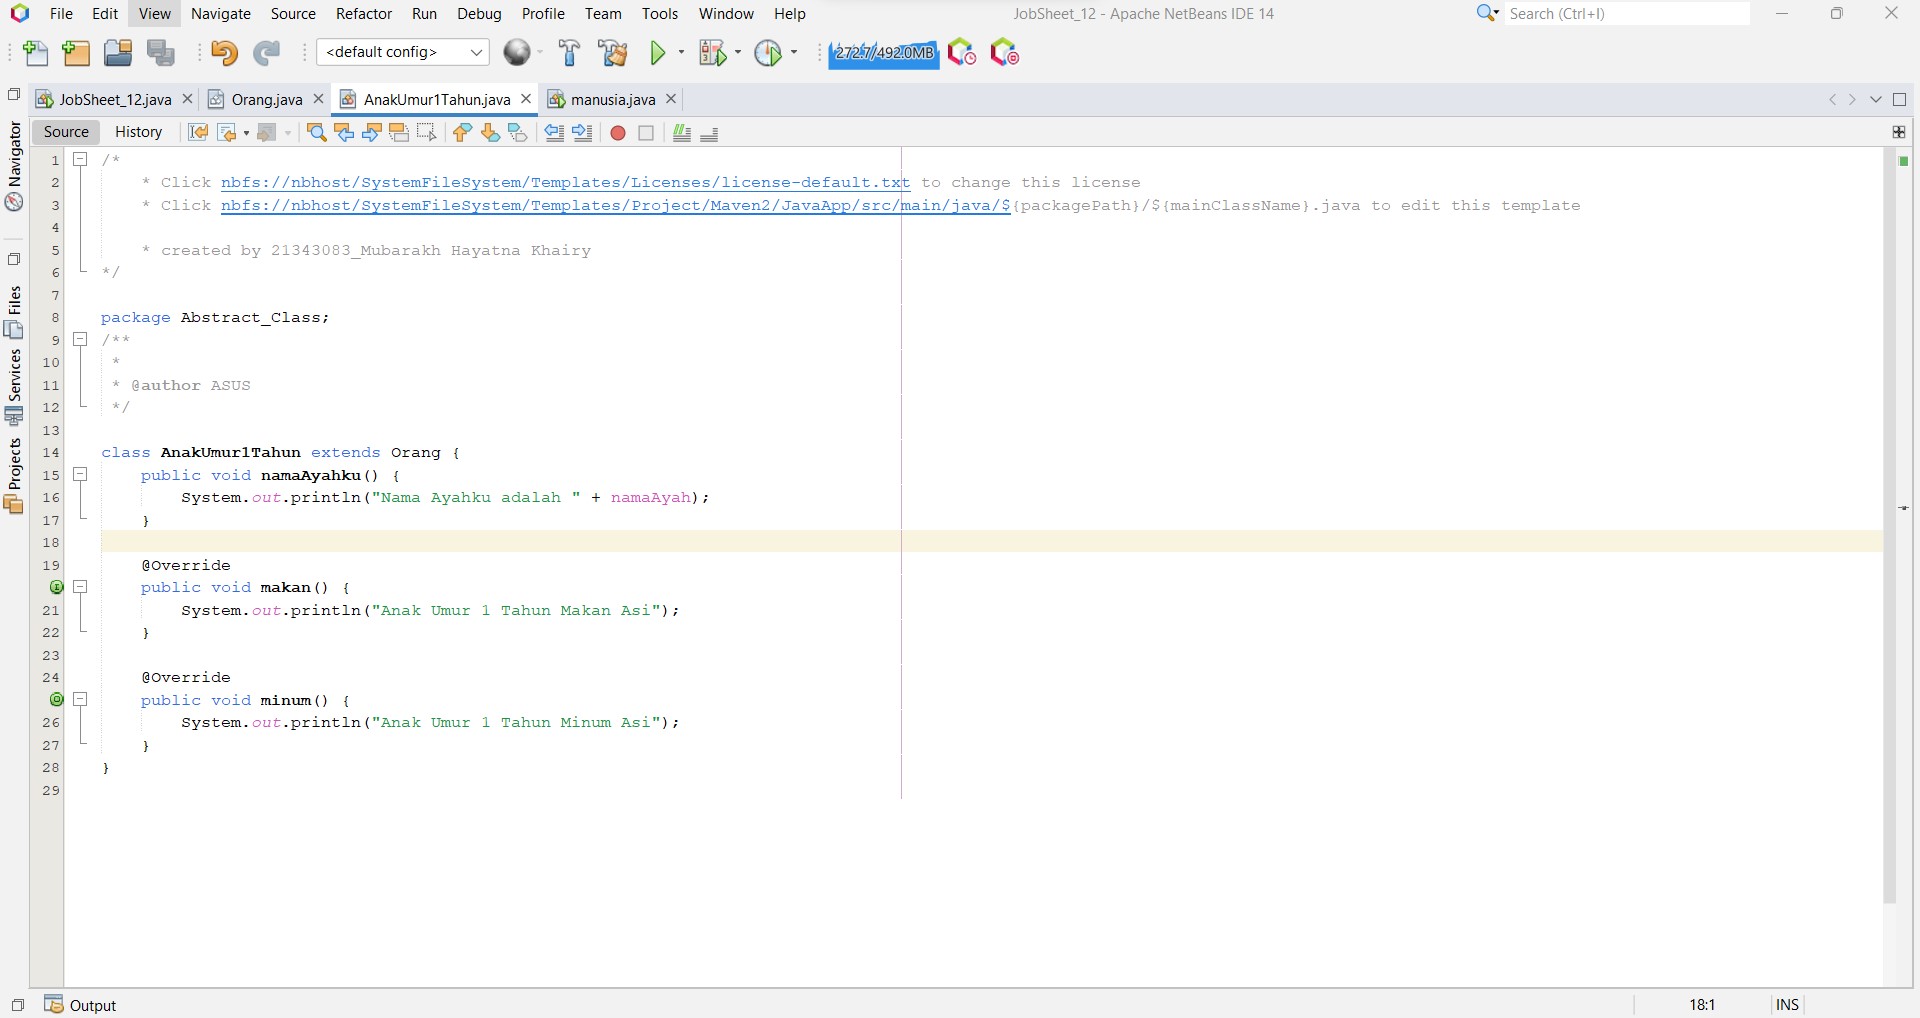 File Edit View Navigate Source Refactor Run Debug Profile Team Tools Window Help JobSheet_12 - Apache NetBeans IDE 14 Search (Ctrl+I)
<default config> 272.7/492.0MB
JobSheet_12.java Orang.java AnakUmur1Tahun.java manusia.java
Source History
Navigator
Files
Services
Projects
1 /*
2 * Click nbfs://nbhost/SystemFileSystem/Templates/Licenses/license-default.txt to change this license
3 * Click nbfs://nbhost/SystemFileSystem/Templates/Project/Maven2/JavaApp/src/main/java/${packagePath}/${mainClassName}.java to edit this template
4
5 * created by 21343083_Mubarakh Hayatna Khairy
6 */
7
8 package Abstract_Class;
9 /**
10 *
11 * @author ASUS
12 */
13
14 class AnakUmur1Tahun extends Orang {
15 public void namaAyahku() {
16 System.out.println("Nama Ayahku adalah " + namaAyah);
17 }
18
19 @Override
public void makan() {
21 System.out.println("Anak Umur 1 Tahun Makan Asi");
22 }
23
24 @Override
public void minum() {
26 System.out.println("Anak Umur 1 Tahun Minum Asi");
27 }
28 }
29
Output 18:1 INS